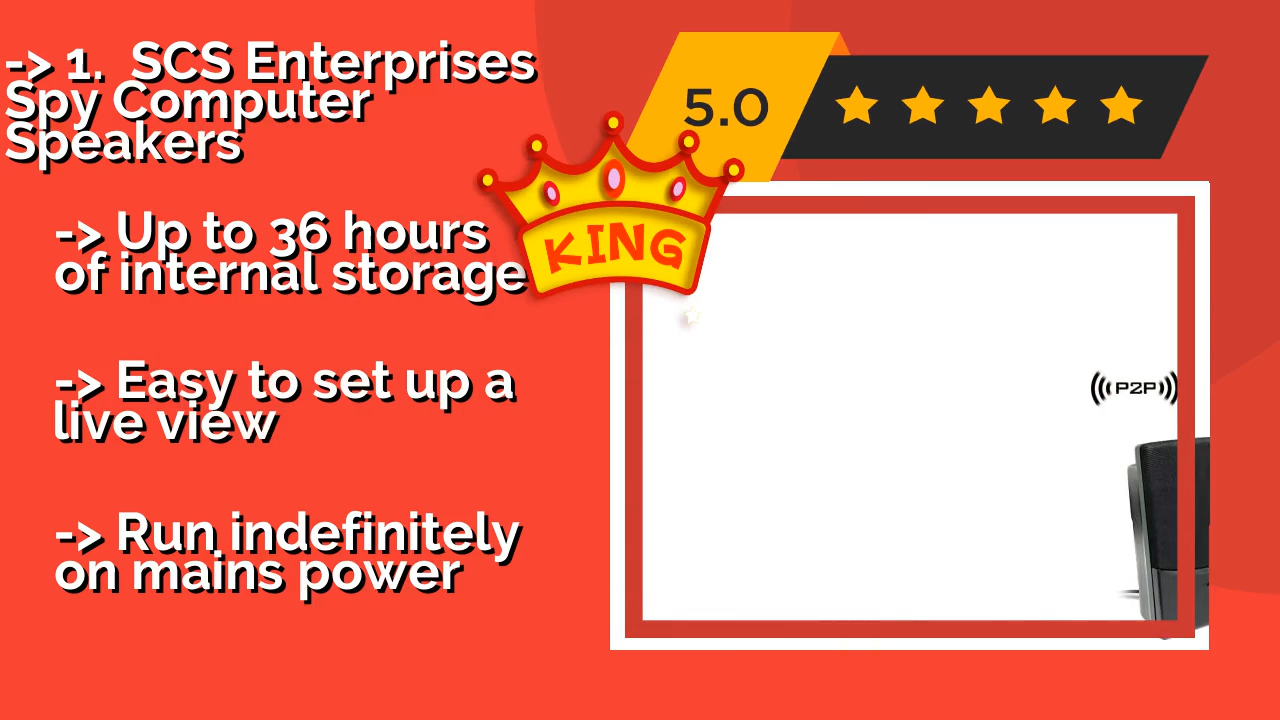 -> 1.  SCS Enterprises
Spy Computer
Speakers
5.0
KING
-> Up to 36 hours
of internal storage
-> Easy to set up a
live view
-> Run indefinitely
on mains power
P2P